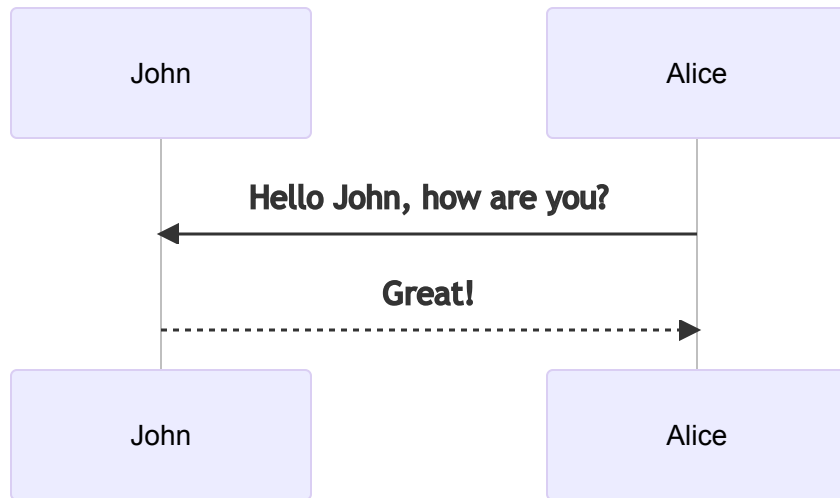 John
Alice
Hello John, how are you?
Great!
John
Alice